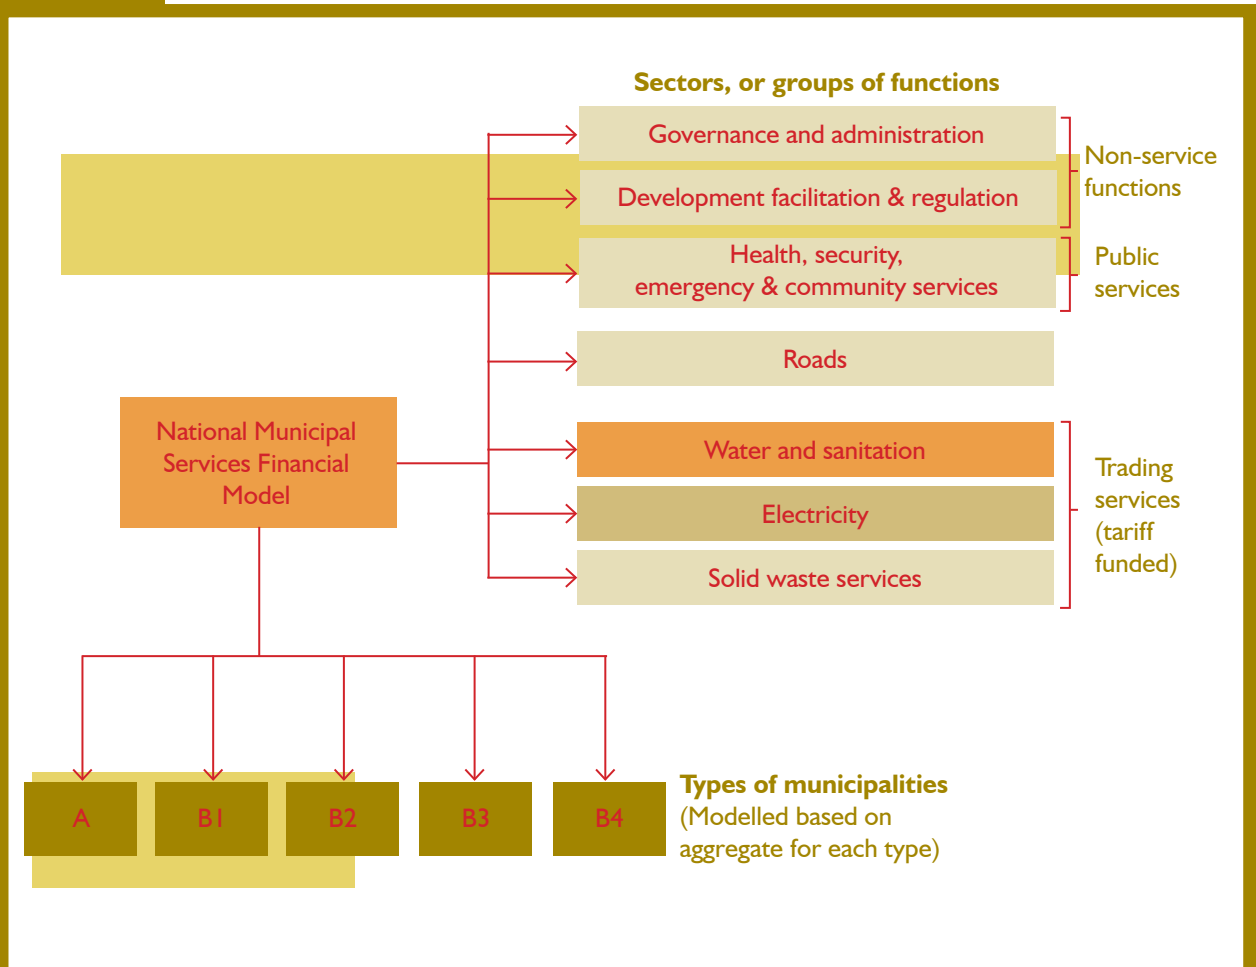 Sectors, or groups of functions
Governance and administration
Development facilitation & regulation
Non-service
functions
Health, security,
emergency & community services
Public
services
Roads
National Municipal
Services Financial
Model
Water and sanitation
Electricity
Solid waste services
Trading
services
(tariff
funded)
A
B1
B2
B3
B4
Types of municipalities
(Modelled based on
aggregate for each type)